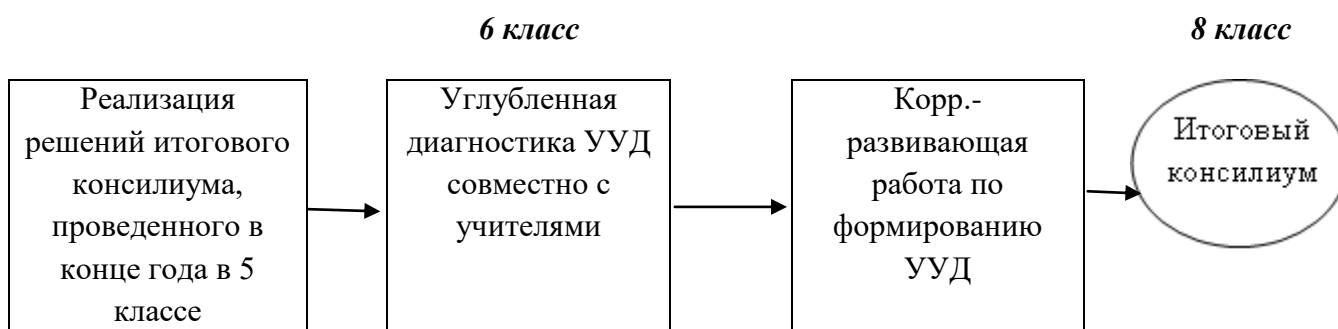 6 класс
8 класс
Реализация
решений итогового
консилиума,
проведенного в
конце года в 5
классе
Углубленная
диагностика УУД
совместно с
учителями
Корр.-
развивающая
работа по
формированию
УУД
Итоговый
консилиум